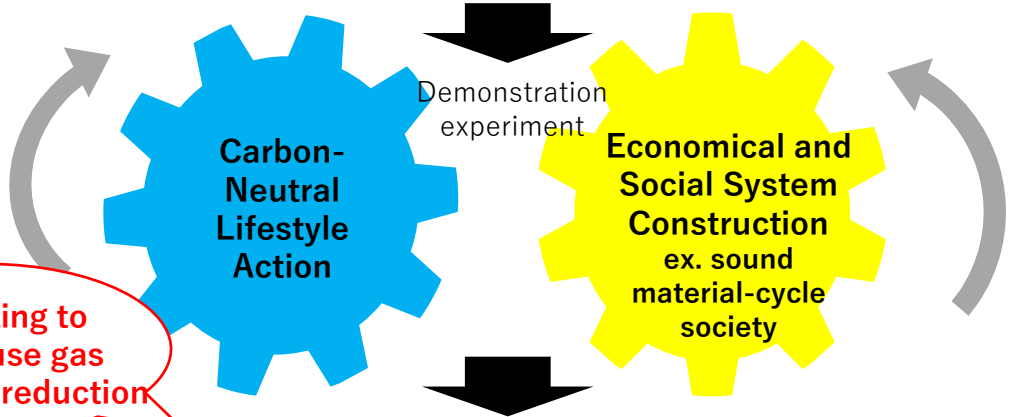 Demonstration
experiment
Carbon-
Neutral
Lifestyle
Action
Economical and
Social System
Construction
ex. sound
material-cycle
society
ing to
use gas
reduction